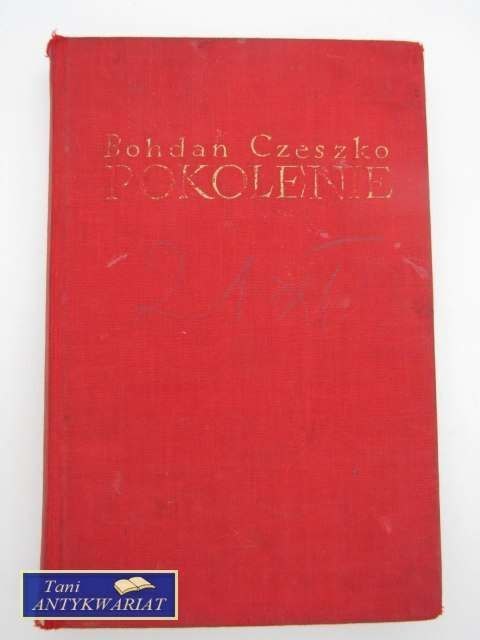 Bohdan Czeszko
POKOLENIE
Tani
ANTYKWARIAT